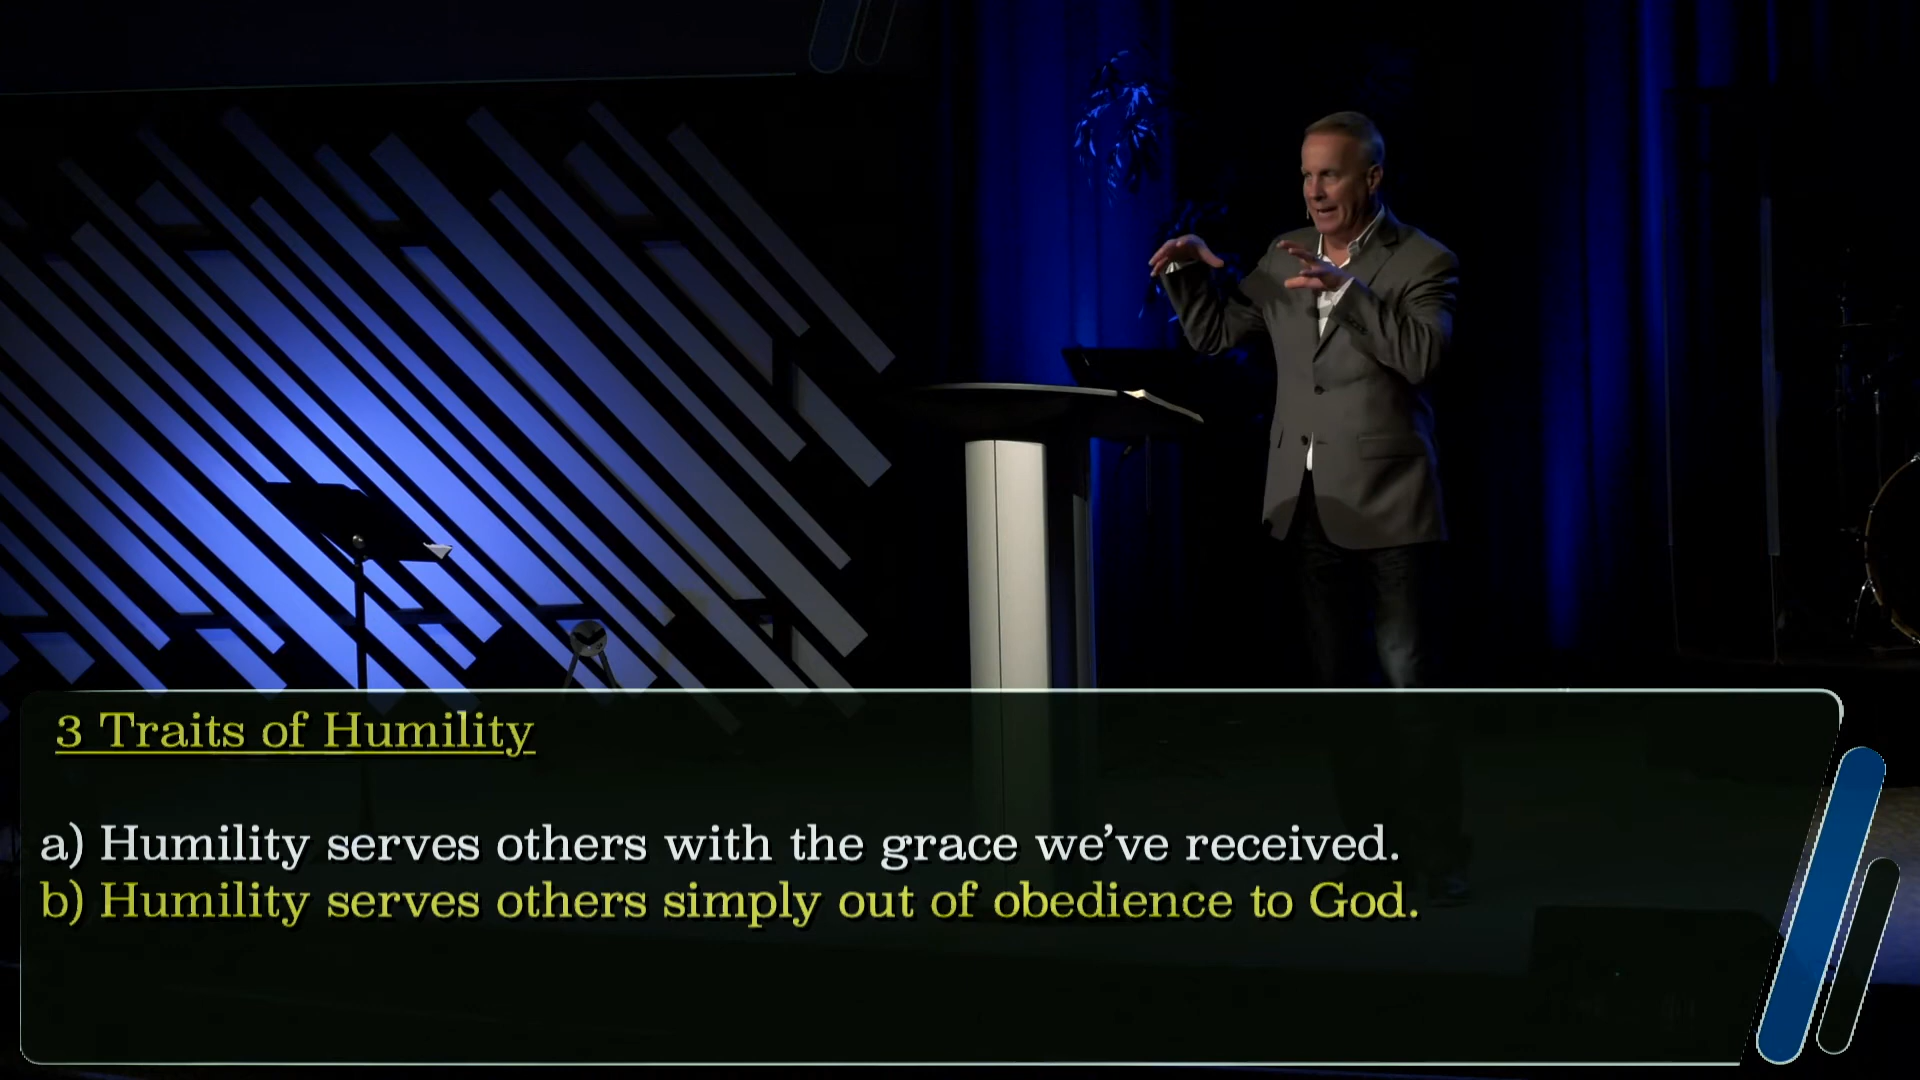 3 Traits of Humility
a) Humility serves others with the grace we’ve received.
b) Humility serves others simply out of obedience to God.